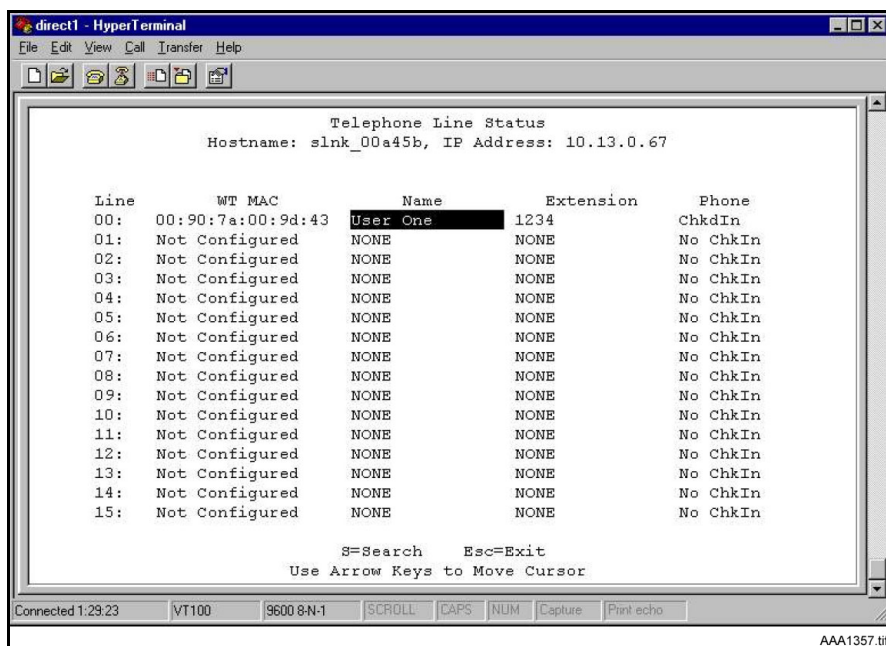 direct1 - HyperTerminal
File Edit View Call Transfer Help
Telephone Line Status
Hostname: slnk_00a45b, IP Address: 10.13.0.67
Line WT MAC Name Extension Phone
00: 00:90:7a:00:9d:43 User One 1234 ChkdIn
01: Not Configured NONE NONE No ChkIn
02: Not Configured NONE NONE No ChkIn
03: Not Configured NONE NONE No ChkIn
04: Not Configured NONE NONE No ChkIn
05: Not Configured NONE NONE No ChkIn
06: Not Configured NONE NONE No ChkIn
07: Not Configured NONE NONE No ChkIn
08: Not Configured NONE NONE No ChkIn
09: Not Configured NONE NONE No ChkIn
10: Not Configured NONE NONE No ChkIn
11: Not Configured NONE NONE No ChkIn
12: Not Configured NONE NONE No ChkIn
13: Not Configured NONE NONE No ChkIn
14: Not Configured NONE NONE No ChkIn
15: Not Configured NONE NONE No ChkIn
S=Search Esc=Exit
Use Arrow Keys to Move Cursor
Connected 1:29:23 VT100 9600 8-N-1 SCROLL CAPS NUM Capture Print echo
AAA1357.tif